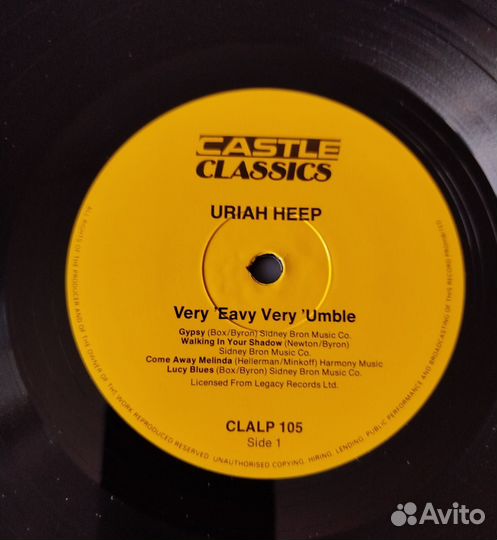 CASTLE
CLASSICS
URIAH HEEP
Very 'Eavy Very 'Umble
Gypsy (Box/Byron) Sidney Bron Music Co.
Walking In Your Shadow (Newton/Byron)
Sidney Bron Music Co.
Come Away Melinda (Hellerman/Minkoff) Harmony Music
Lucy Blues (Box/Byron) Sidney Bron Music Co.
Licensed From Legacy Records Ltd.
CLALP 105
Side 1
ALL RIGHTS OF THE PRODUCER AND OF THE OWNER OF THE WORK REPRODUCED RESERVED. UNAUTHORISED COPYING, HIRING, LENDING, PUBLIC PERFORMANCE AND BROADCASTING OF THIS RECORD PROHIBITED
Avito